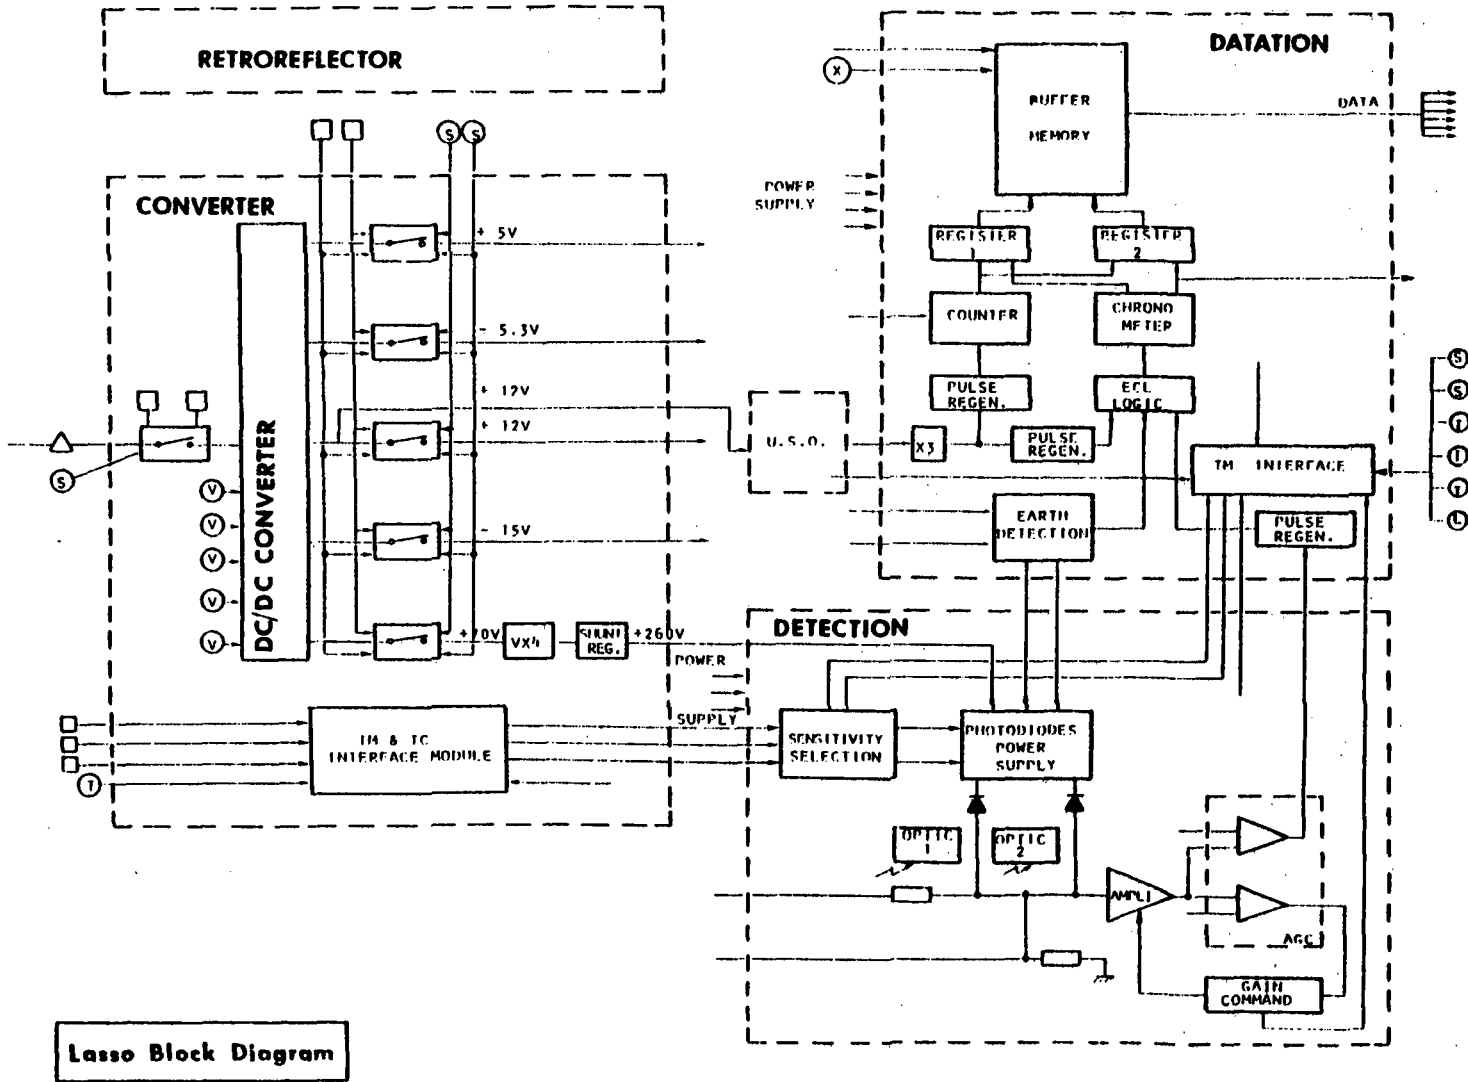 RETROREFLECTOR
DATATION
X
BUFFER
MEMORY
DATA
POWER
SUPPLY
S S
CONVERTER
+ 5V
REGISTER
1
REGISTER
2
- 5.3V
COUNTER
CHRONO
METER
+ 12V
+ 12V
PULSE
REGEN.
ECL
LOGIC
S
S
T
I
T
L
U.S.O.
X3
PULSE
REGEN.
TM INTERFACE
S
V
V
V
V
V
DC/DC CONVERTER
- 15V
EARTH
DETECTION
PULSE
REGEN.
+70V
VX4
SHUNT
REG.
+260V
DETECTION
POWER
SUPPLY
TM & TC
INTERFACE MODULE
T
SENSITIVITY
SELECTION
PHOTODIODES
POWER
SUPPLY
OPTIC
1
OPTIC
2
AMPLI
AGC
GAIN
COMMAND
Lasso Block Diagram